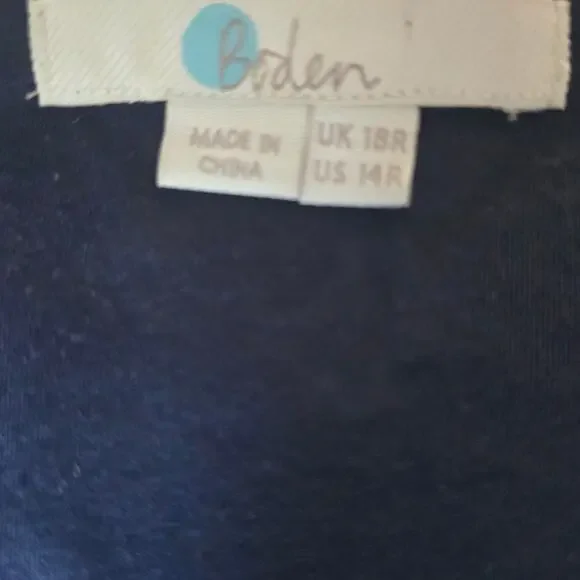 Boden
MADE IN
CHINA
UK 18R
US 14R